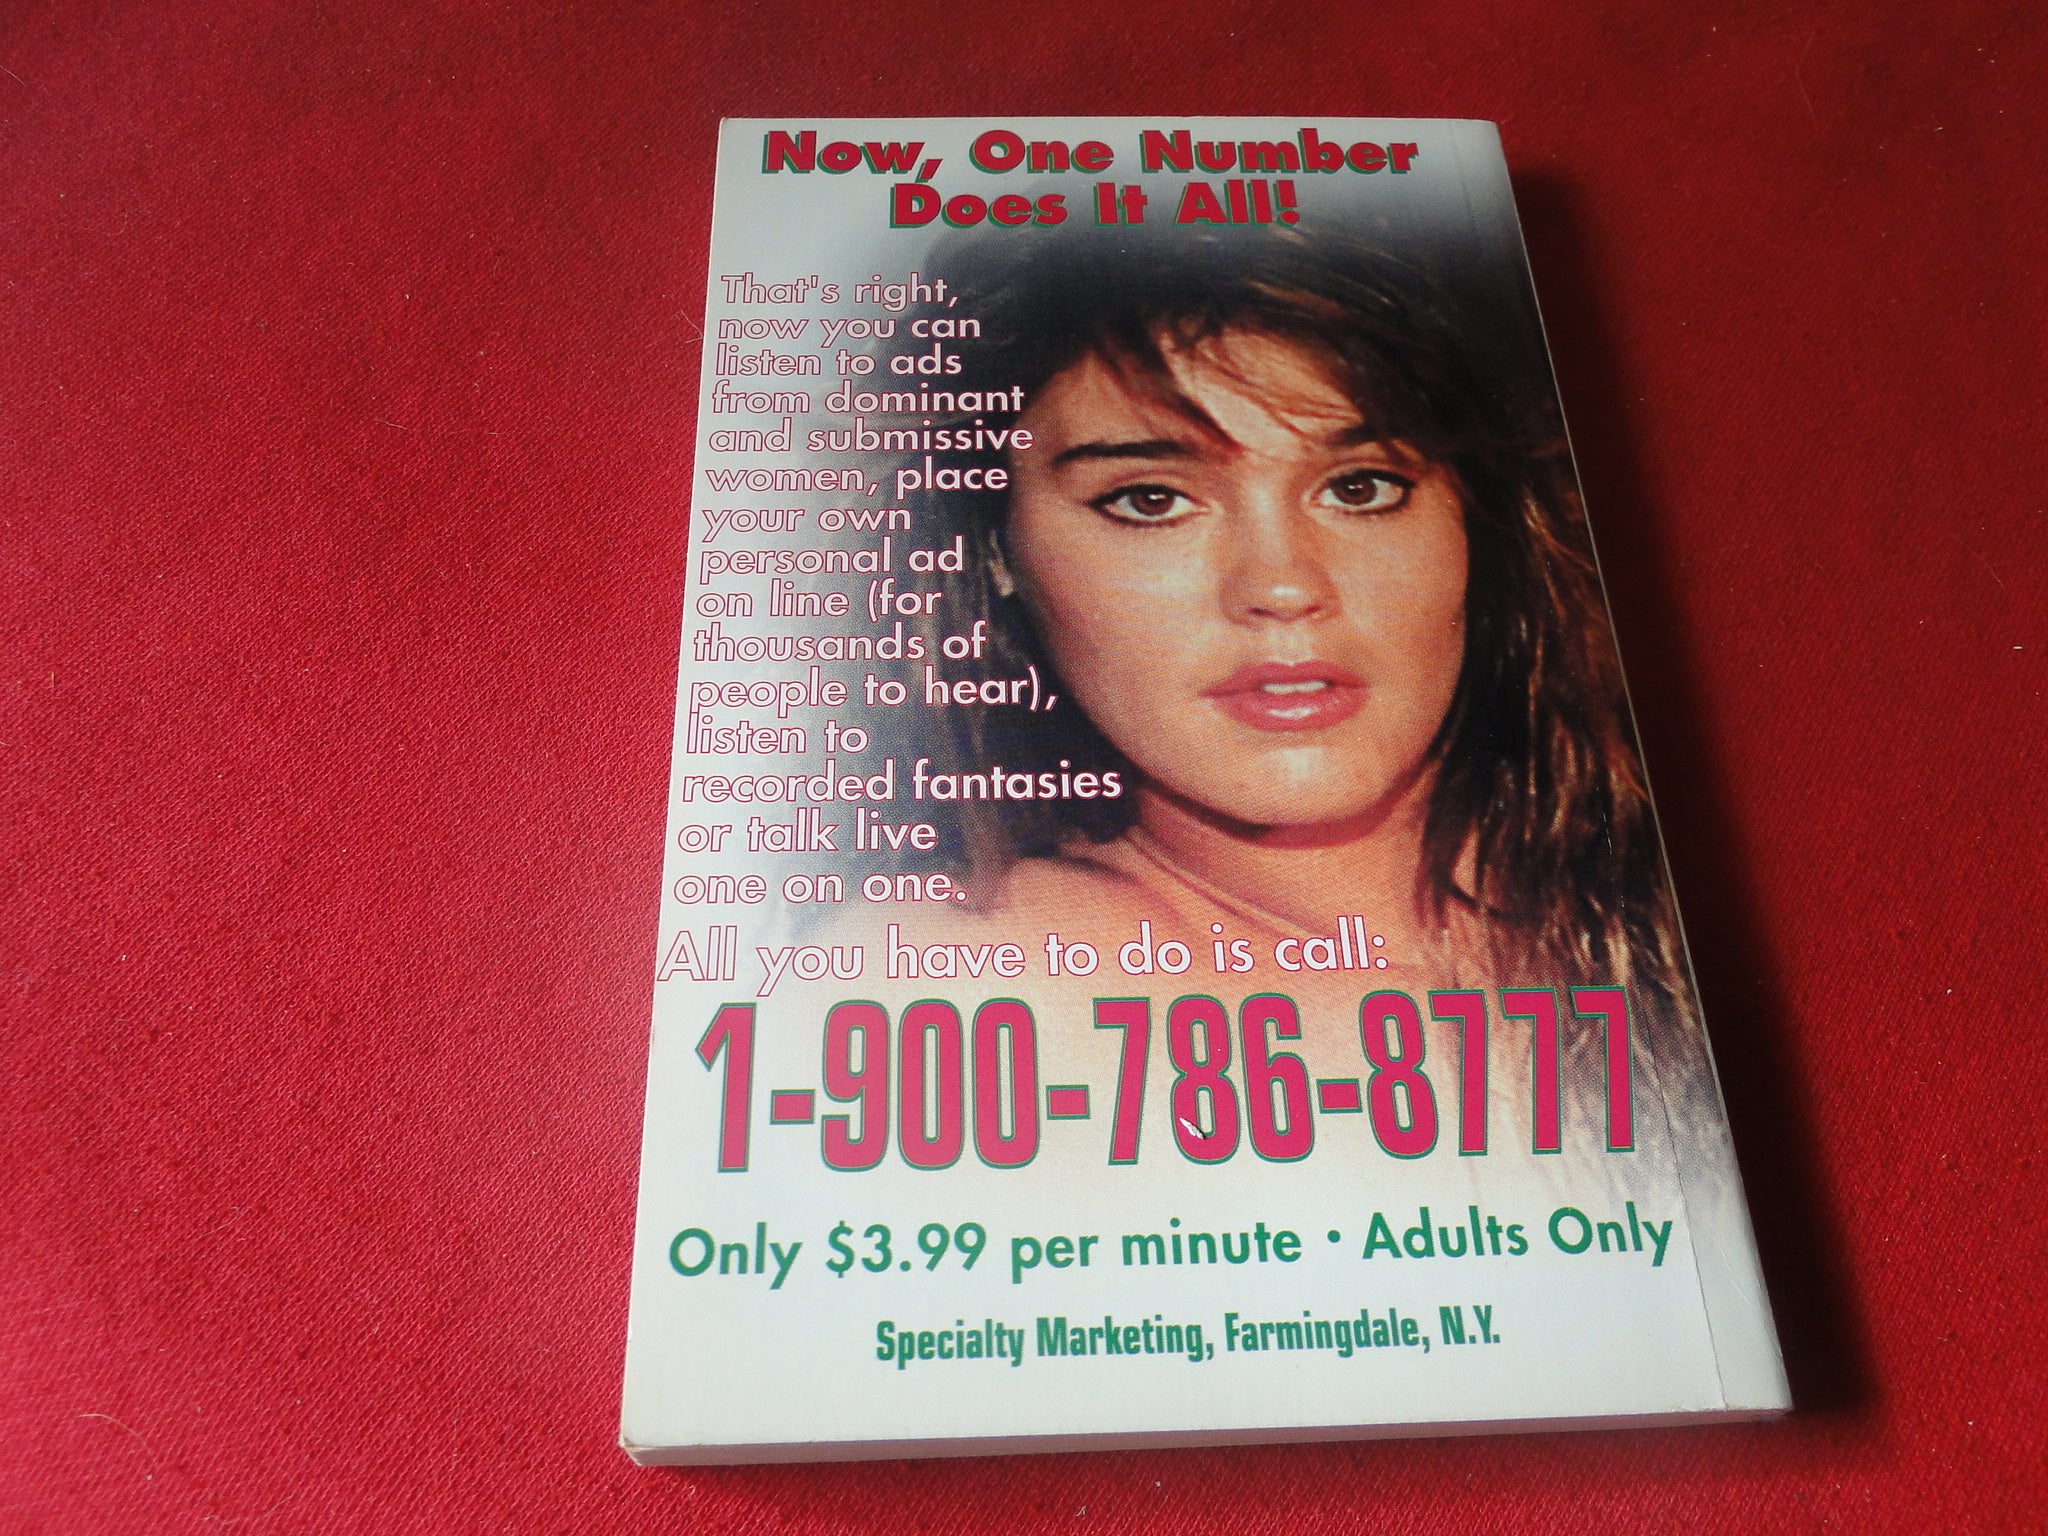 Now, One Number
Does It All!
That's right,
now you can
listen to ads
from dominant
and submissive
women, place
your own
personal ad
on line (for
thousands of
people to hear),
listen to
recorded fantasies
or talk live
one on one.
All you have to do is call:
1-900-786-8777
Only $3.99 per minute • Adults Only
Specialty Marketing, Farmingdale, N.Y.